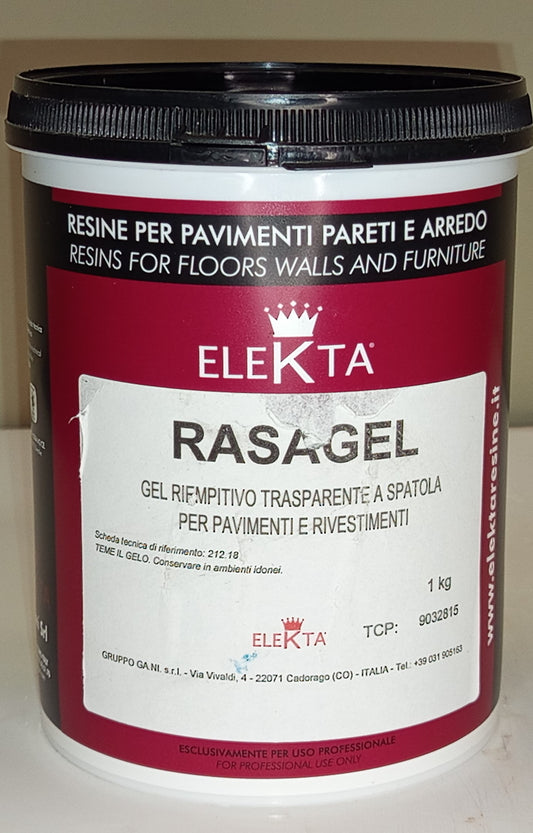 RESINE PER PAVIMENTI PARETI E ARREDO
RESINS FOR FLOORS WALLS AND FURNITURE
ELEKTA®
RASAGEL
GEL RIEMPITIVO TRASPARENTE A SPATOLA
PER PAVIMENTI E RIVESTIMENTI
Scheda tecnica di riferimento: 212.18
TEME IL GELO. Conservare in ambienti idonei.
1 kg
ELEKTA
TCP: 9032815
GRUPPO GA.NI. s.r.l. - Via Vivaldi, 4 - 22071 Cadorago (CO) - ITALIA - Tel.: +39 031 905163
ESCLUSIVAMENTE PER USO PROFESSIONALE
FOR PROFESSIONAL USE ONLY
www.elektaresine.it